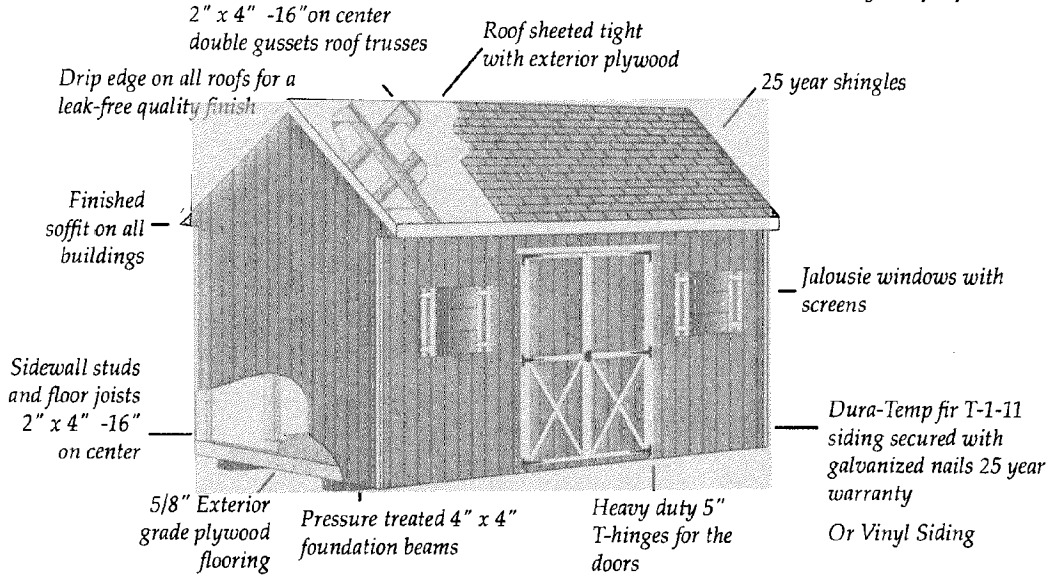 2" x 4" -16"on center
double gussets roof trusses
Roof sheeted tight
with exterior plywood
Drip edge on all roofs for a
leak-free quality finish
25 year shingles
Finished
soffit on all
buildings
Jalousie windows with
screens
Sidewall studs
and floor joists
2" x 4" -16"
on center
Dura-Temp fir T-1-11
siding secured with
galvanized nails 25 year
warranty
Or Vinyl Siding
5/8" Exterior
grade plywood
flooring
Pressure treated 4" x 4"
foundation beams
Heavy duty 5"
T-hinges for the
doors